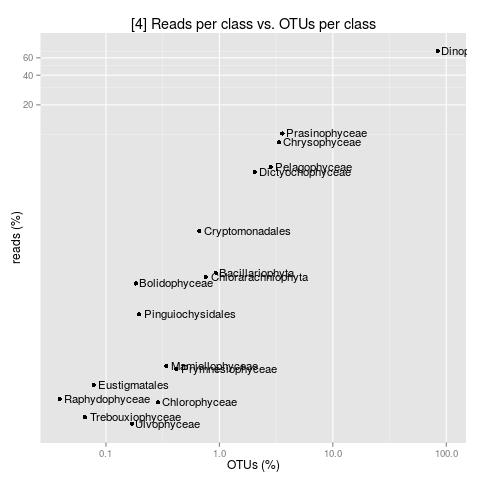 [4] Reads per class vs. OTUs per class
Dinop
60
40
20
Prasinophyceae
Chrysophyceae
Pelagophyceae
Dictyochophyceae
Cryptomonadales
Bacillariophyta
Chlorarachniophyta
Bolidophyceae
Pinguiochysidales
Mamiellophyceae
Prymnesiophyceae
Eustigmatales
Raphydophyceae
Chlorophyceae
Trebouxiophyceae
Ulvophyceae
reads (%)
0.1 1.0 10.0 100.0
OTUs (%)